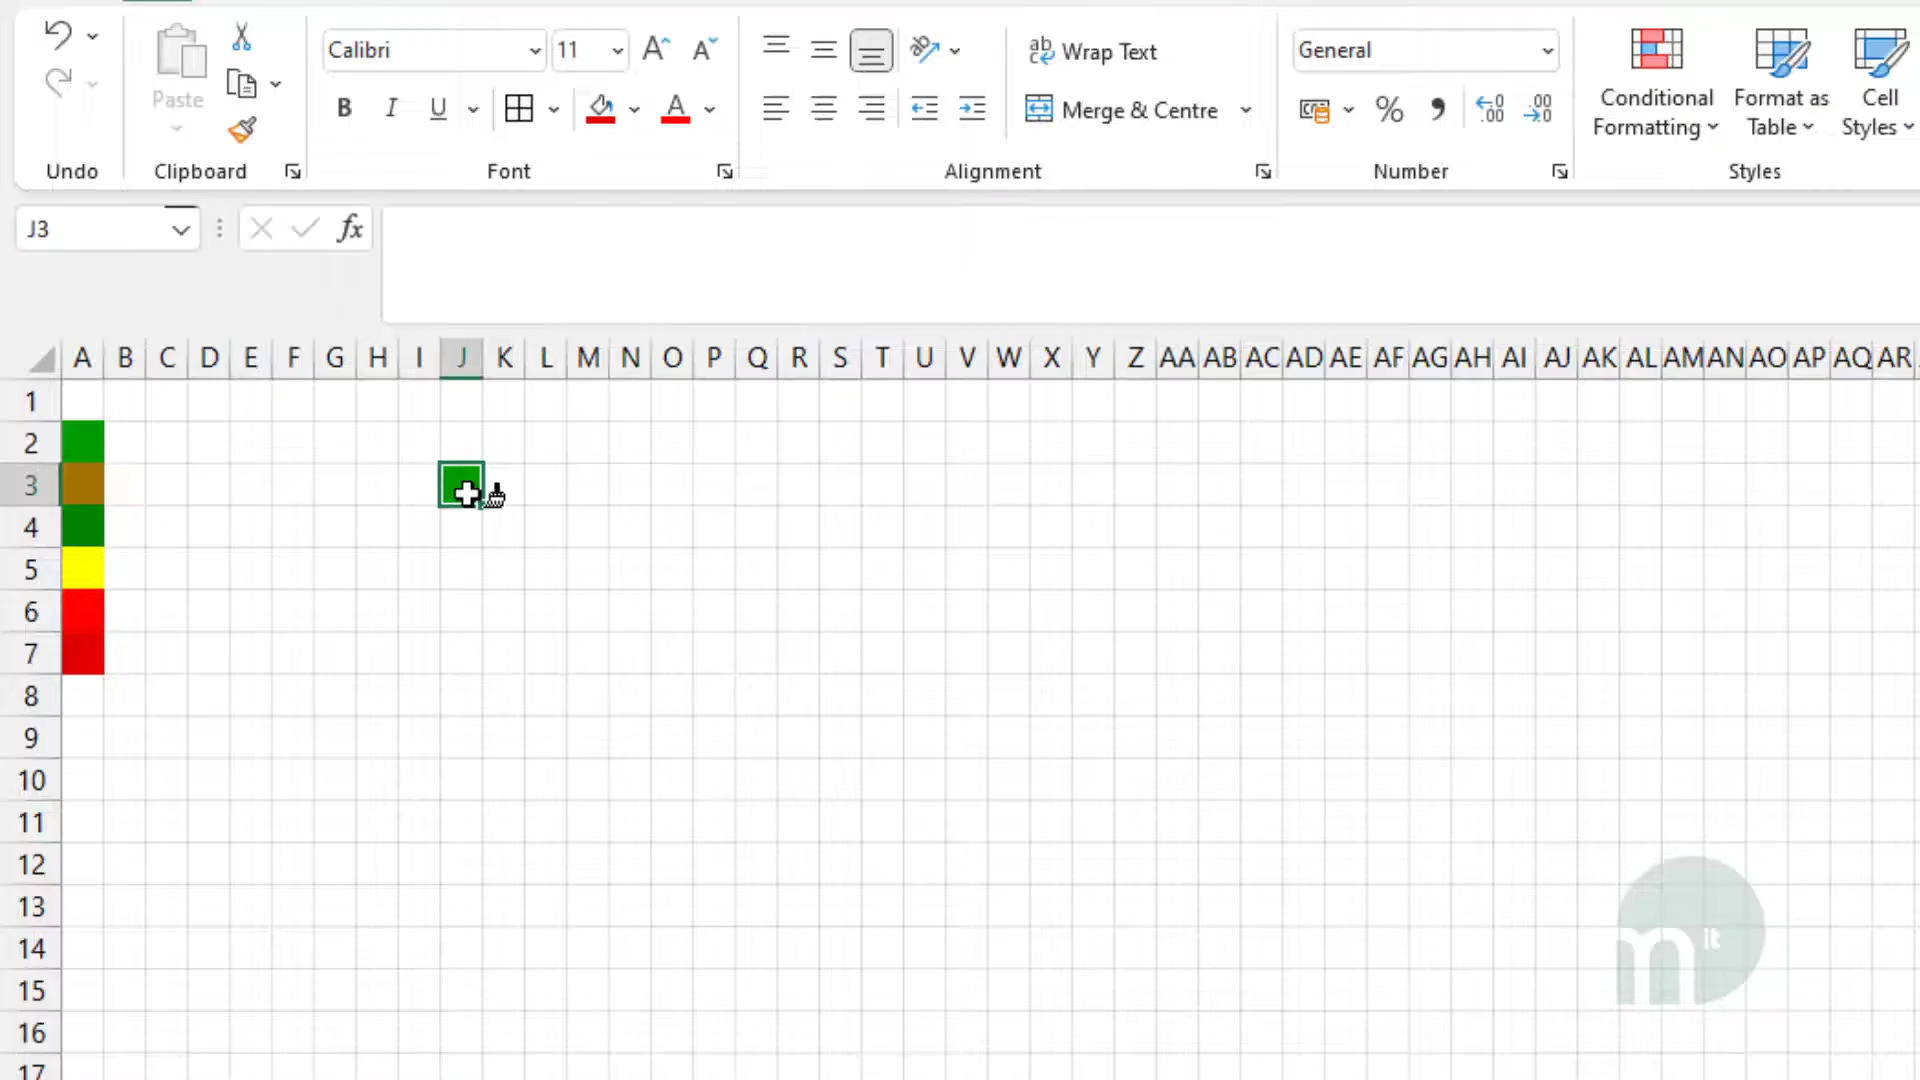 Calibri 11 Wrap Text General
Paste Conditional Format as Cell
B I U A Merge & Centre % Formatting Table Styles
Undo Clipboard Font Alignment Number Styles
J3 fx
A B C D E F G H I J K L M N O P Q R S T U V W X Y Z AA AB AC AD AE AF AG AH AI AJ AK AL AM AN AO AP AQ AR
1
2
3
4
5
6
7
8
9
10
11
12
13
14
15
16
17
m it